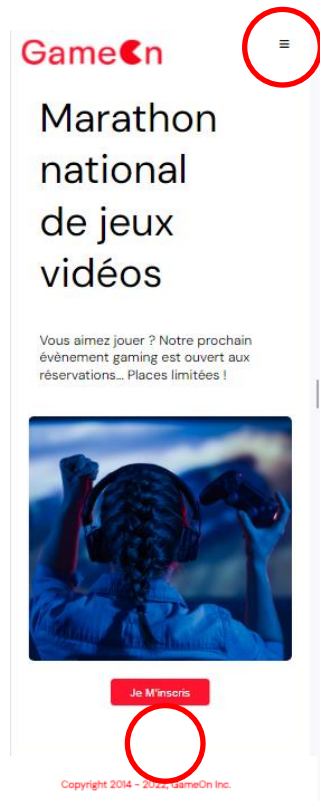 GameOn
Marathon
national
de jeux
vidéos
Vous aimez jouer ? Notre prochain
évènement gaming est ouvert aux
réservations... Places limitées !
Je M'inscris
Copyright 2014 - 2022, GameOn Inc.